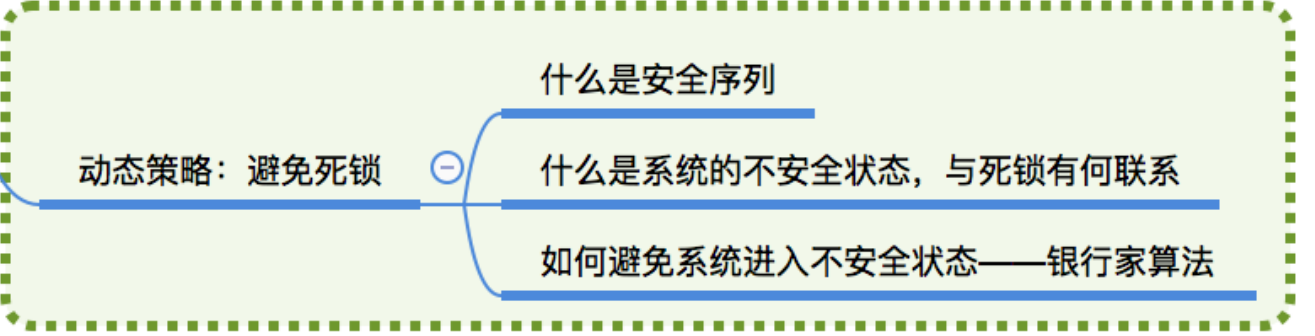 什么是安全序列
动态策略：避免死锁
什么是系统的不安全状态，与死锁有何联系
如何避免系统进入不安全状态——银行家算法